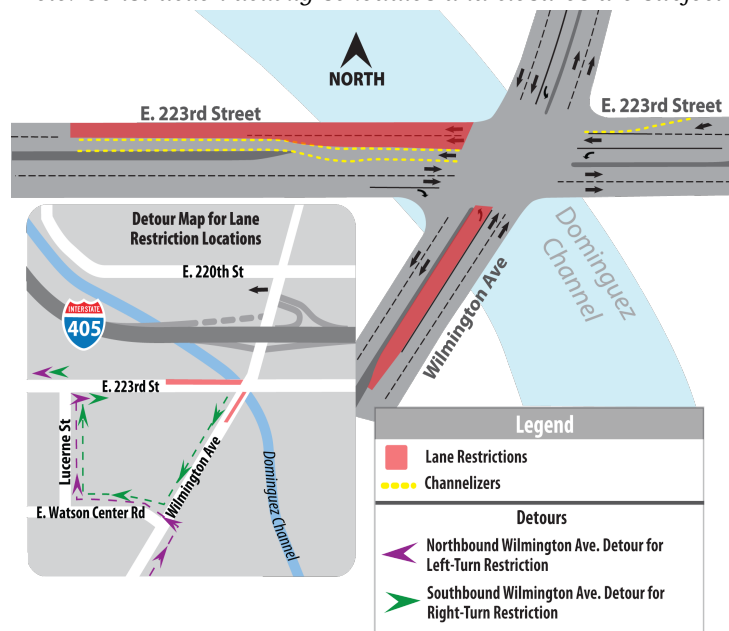 NORTH
E. 223rd Street
E. 223rd Street
Dominguez
Channel
Wilmington Ave
Detour Map for Lane
Restriction Locations
E. 220th St
INTERSTATE
405
E. 223rd St
Lucerne St
Wilmington Ave
E. Watson Center Rd
Dominguez Channel
Legend
Lane Restrictions
Channelizers
Detours
Northbound Wilmington Ave. Detour for
Left-Turn Restriction
Southbound Wilmington Ave. Detour for
Right-Turn Restriction